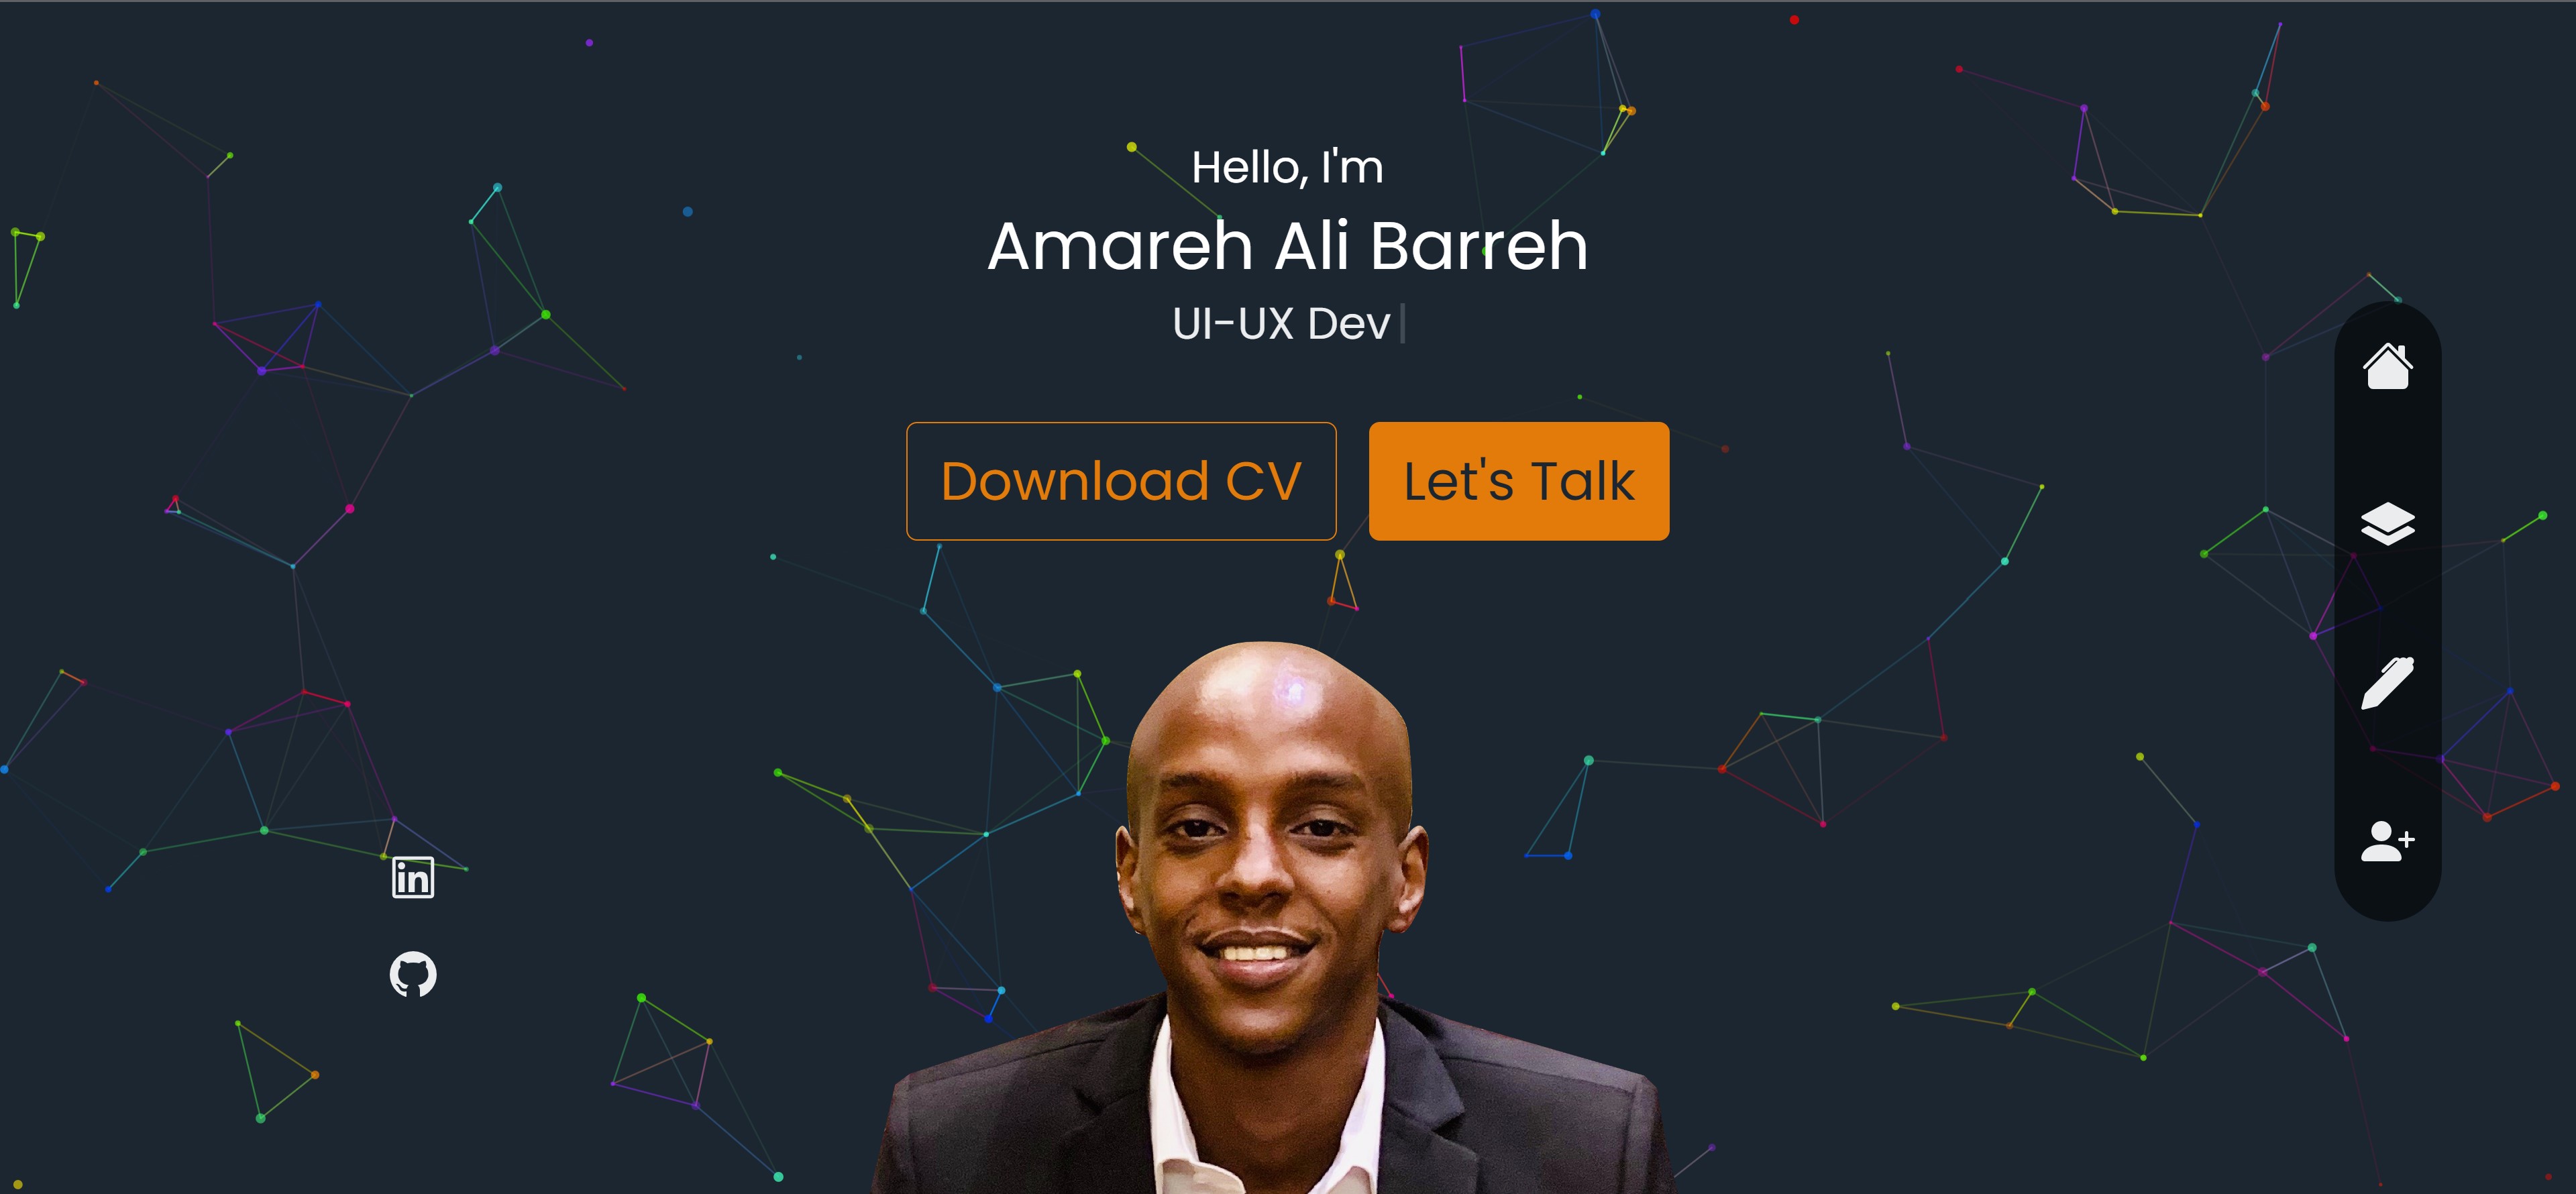 Hello, I'm
Amareh Ali Barreh
UI-UX Dev
Download CV
Let's Talk
in